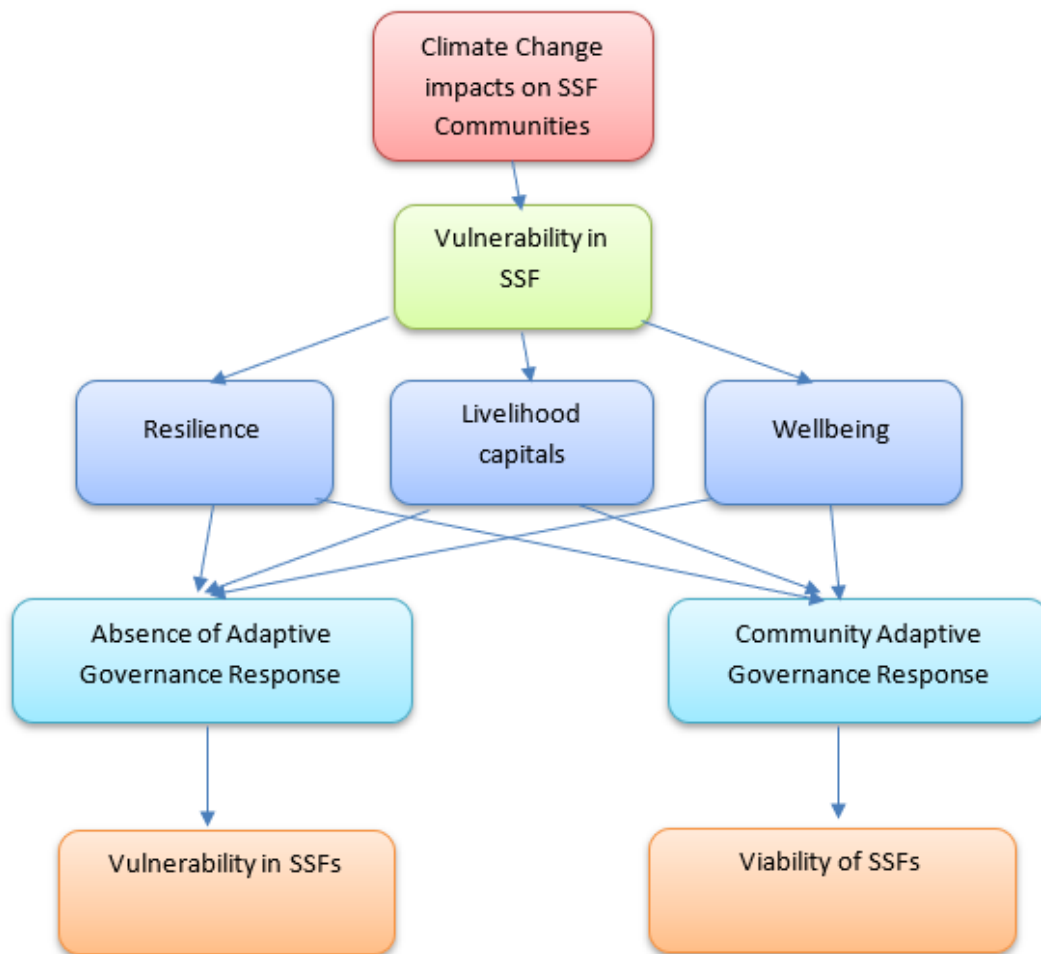 Climate Change
impacts on SSF
Communities
Vulnerability in
SSF
Resilience
Livelihood
capitals
Wellbeing
Absence of Adaptive
Governance Response
Community Adaptive
Governance Response
Vulnerability in SSFs
Viability of SSFs